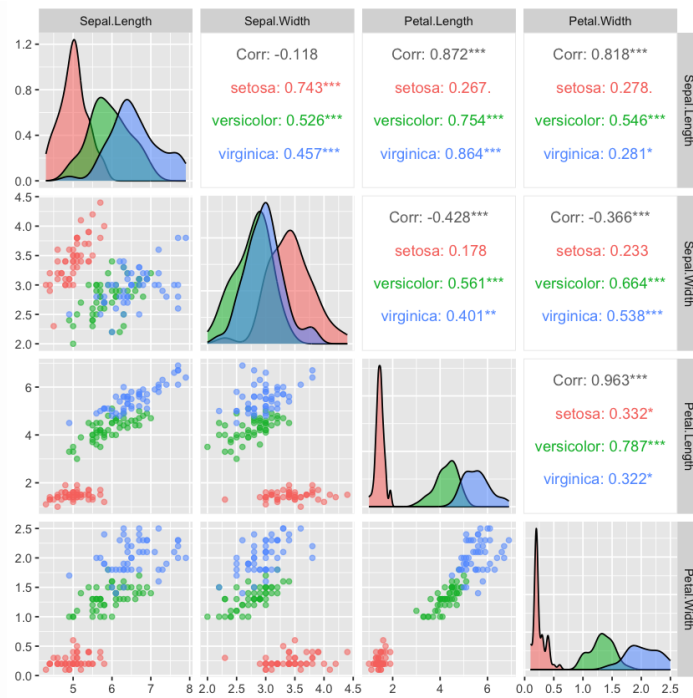 Sepal.Length Sepal.Width Petal.Length Petal.Width
1.2
0.8
0.4
0.0
Corr: -0.118
setosa: 0.743***
versicolor: 0.526***
virginica: 0.457***
Corr: 0.872***
setosa: 0.267.
versicolor: 0.754***
virginica: 0.864***
Corr: 0.818***
setosa: 0.278.
versicolor: 0.546***
virginica: 0.281*
Sepal.Length
4.5
4.0
3.5
3.0
2.5
2.0
Corr: -0.428***
setosa: 0.178
versicolor: 0.561***
virginica: 0.401**
Corr: -0.366***
setosa: 0.233
versicolor: 0.664***
virginica: 0.538***
Sepal.Width
6
4
2
Corr: 0.963***
setosa: 0.332*
versicolor: 0.787***
virginica: 0.322*
Petal.Length
2.5
2.0
1.5
1.0
0.5
0.0
Petal.Width
5 6 7 8 2.0 2.5 3.0 3.5 4.0 4.5 2 4 6 0.0 0.5 1.0 1.5 2.0 2.5